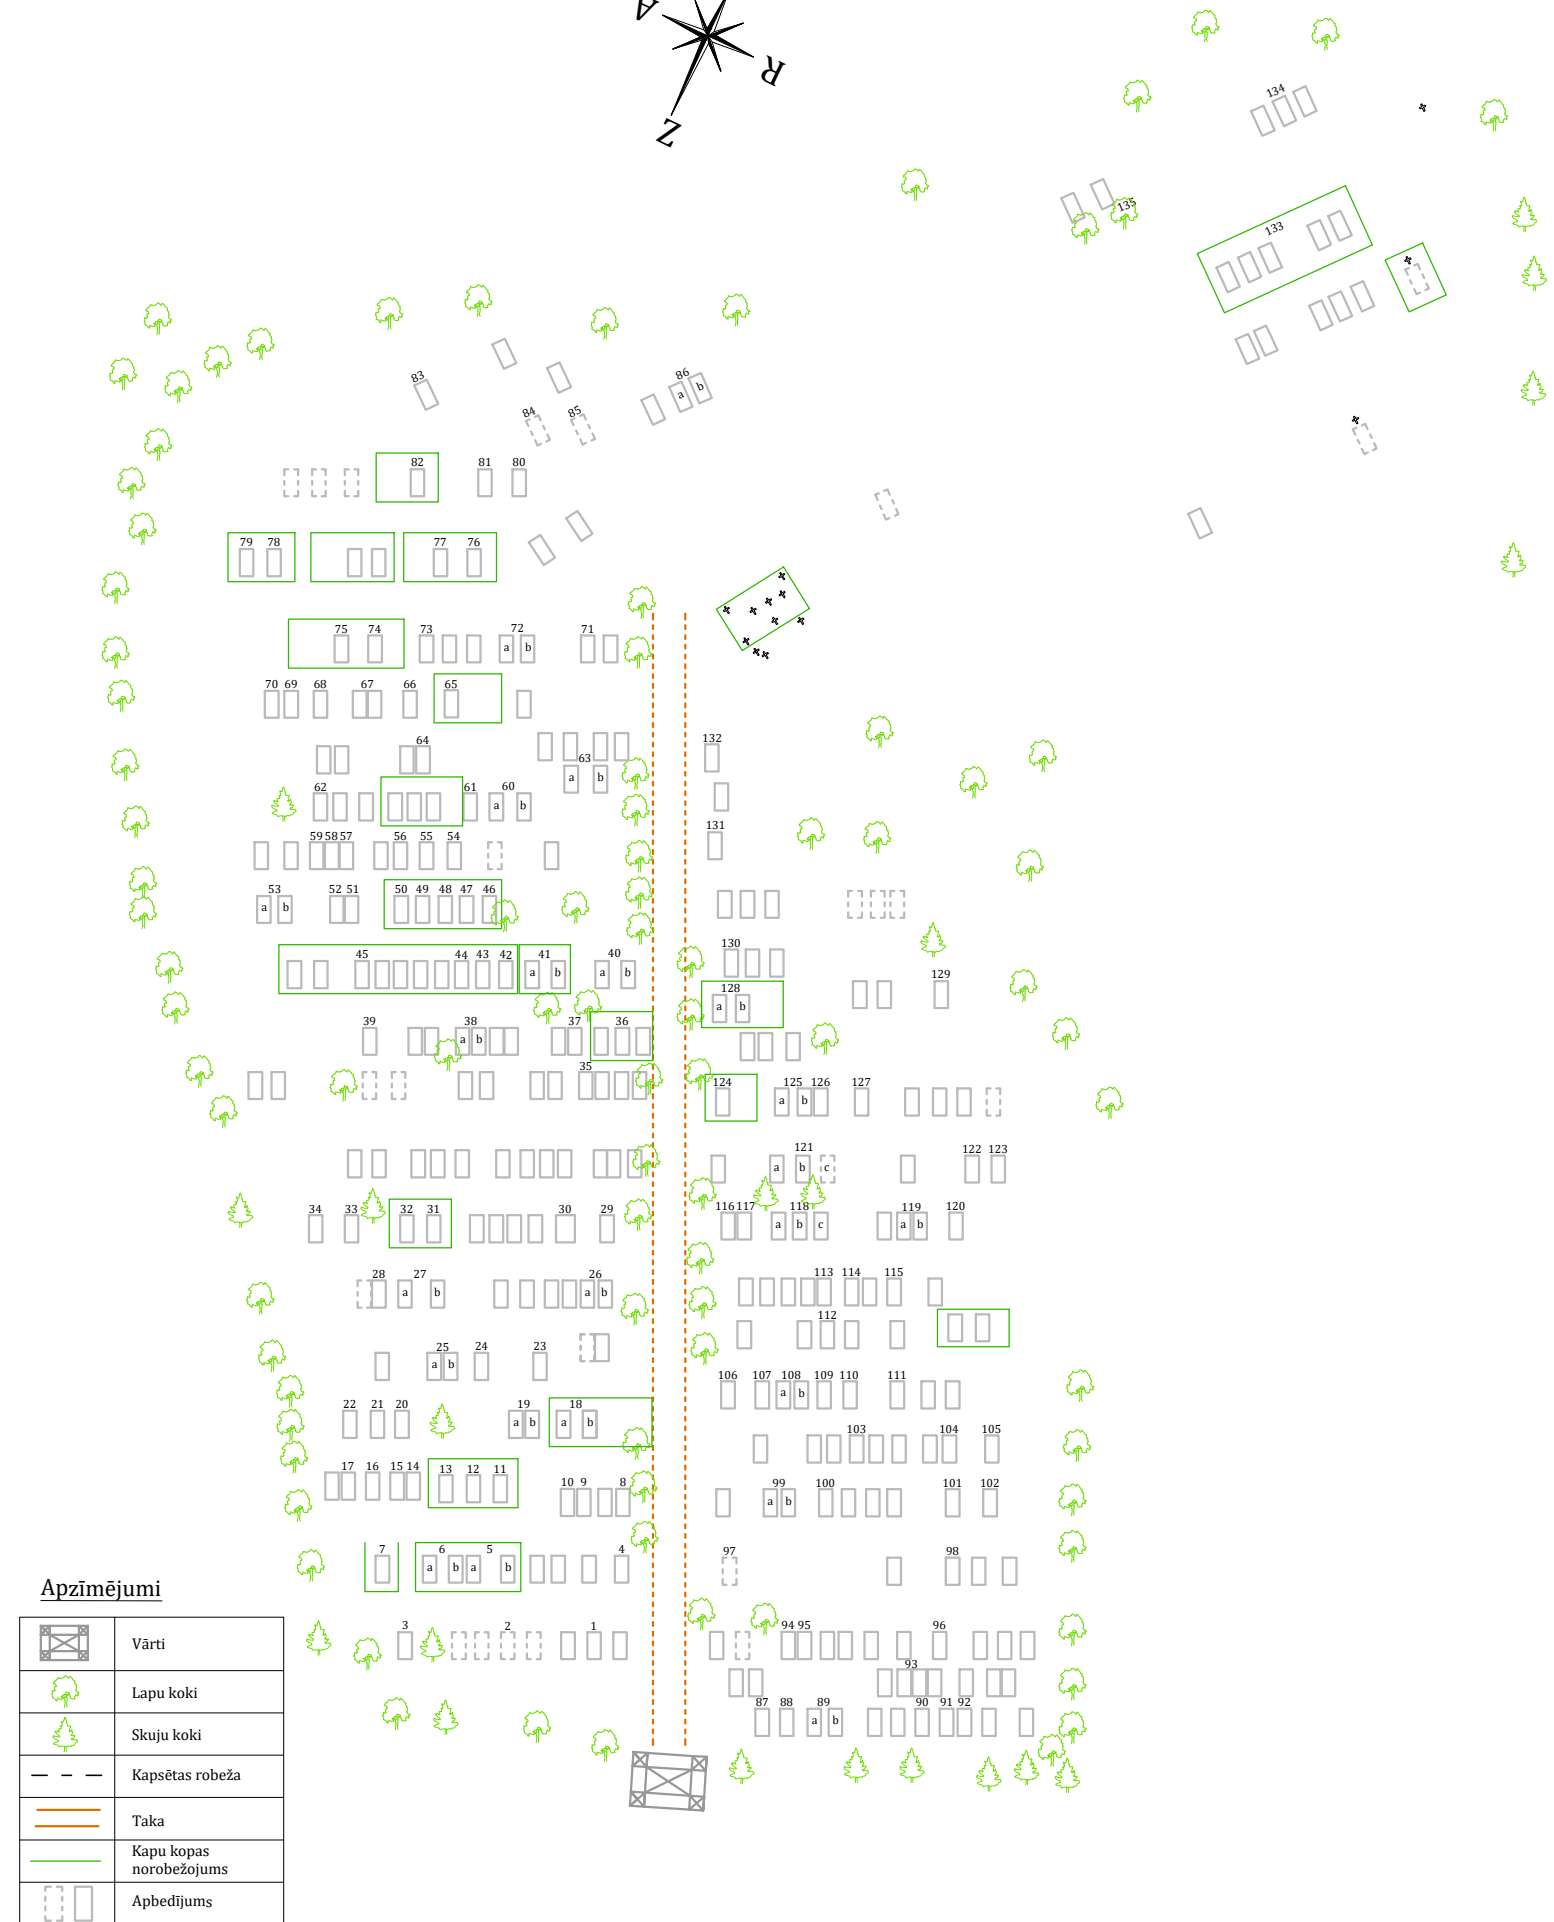 A
R
Z
134
135
133
83
86
a b
84 85
82 81 80
79 78 77 76
75 74 73 72 71
a b
70 69 68 67 66 65
64 132
63
a b
62 61 60
a b
131
59 58 57 56 55 54
53 52 51 50 49 48 47 46
a b
130
45 44 43 42 41 40
a b a b
129
128
a b
39 38 37 36
a b
35
124 125 126 127
a b
121 122 123
a b c
34 33 32 31 30 29
116 117 118 119 120
a b c a b
28 27 26
a b a b
113 114 115
112
25 24 23
a b
106 107 108 109 110 111
a b
22 21 20 19 18
a b a b
103 104 105
17 16 15 14 13 12 11
10 9 8
99 100 101 102
a b
7 6 5 4
a b a b
97 98
3 2 1
94 95 96
93
87 88 89 90 91 92
a b
Apzīmējumi
Vārti
Lapu koki
Skuju koki
Kapsētas robeža
Taka
Kapu kopas
norobežojums
Apbedījums